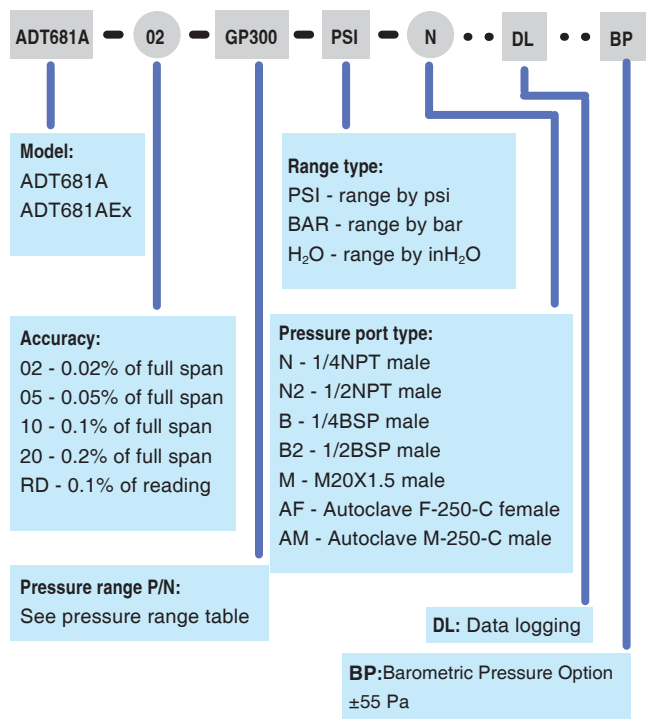 ADT681A - 02 - GP300 - PSI - N •• DL •• BP
Model:
ADT681A
ADT681AEx
Range type:
PSI - range by psi
BAR - range by bar
H₂O - range by inH₂O
Accuracy:
02 - 0.02% of full span
05 - 0.05% of full span
10 - 0.1% of full span
20 - 0.2% of full span
RD - 0.1% of reading
Pressure port type:
N - 1/4NPT male
N2 - 1/2NPT male
B - 1/4BSP male
B2 - 1/2BSP male
M - M20X1.5 male
AF - Autoclave F-250-C female
AM - Autoclave M-250-C male
Pressure range P/N:
See pressure range table
DL: Data logging
BP:Barometric Pressure Option
±55 Pa